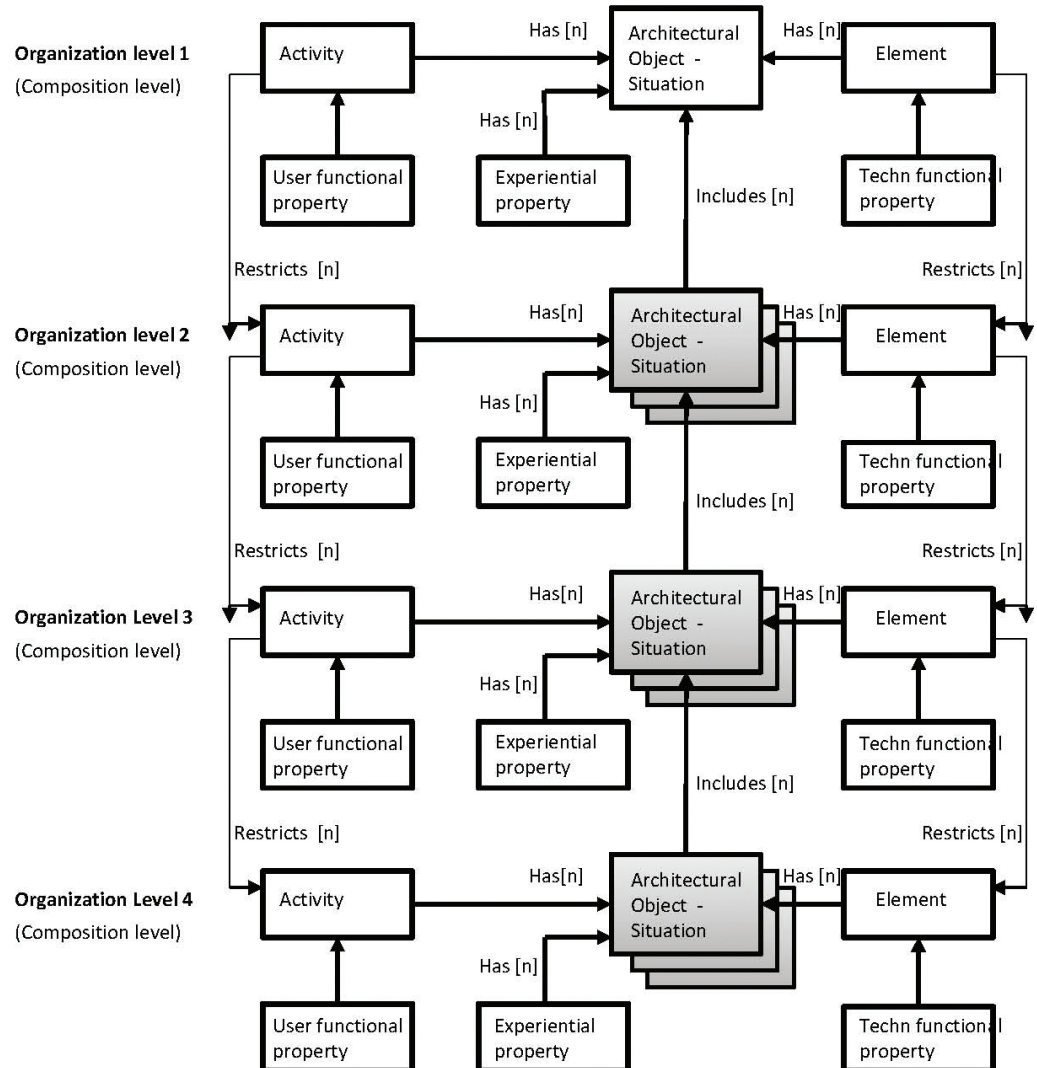 Organization level 1
(Composition level)
Activity
Has [n]
Architectural
Object -
Situation
Has [n]
Element
Has [n]
User functional
property
Experiential
property
Techn functional
property
Includes [n]
Restricts [n]
Restricts [n]
Organization level 2
(Composition level)
Activity
Has[n]
Architectural
Object -
Situation
Has [n]
Element
Has [n]
User functional
property
Experiential
property
Techn functional
property
Includes [n]
Restricts [n]
Restricts [n]
Organization Level 3
(Composition level)
Activity
Has[n]
Architectural
Object -
Situation
Has [n]
Element
Has [n]
User functional
property
Experiential
property
Techn functional
property
Includes [n]
Restricts [n]
Restricts [n]
Organization Level 4
(Composition level)
Activity
Has[n]
Architectural
Object -
Situation
Has [n]
Element
Has [n]
User functional
property
Experiential
property
Techn functional
property